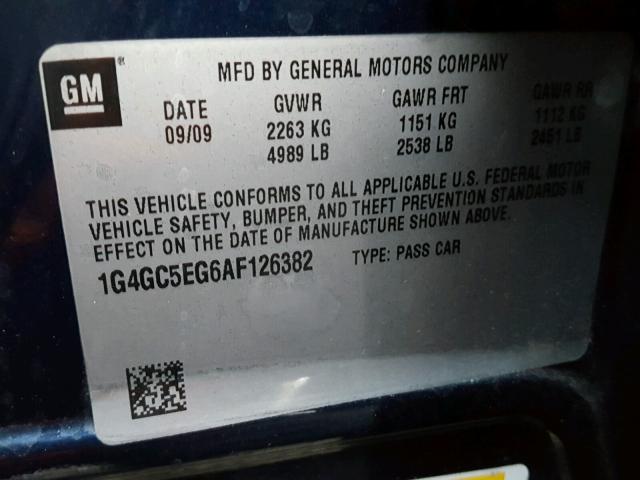 GM
MFD BY GENERAL MOTORS COMPANY
DATE GVWR GAWR FRT GAWR RR
09/09 2263 KG 1151 KG 1112 KG
4989 LB 2538 LB 2451 LB
THIS VEHICLE CONFORMS TO ALL APPLICABLE U.S. FEDERAL MOTOR
VEHICLE SAFETY, BUMPER, AND THEFT PREVENTION STANDARDS IN
EFFECT ON THE DATE OF MANUFACTURE SHOWN ABOVE.
1G4GC5EG6AF126382 TYPE: PASS CAR